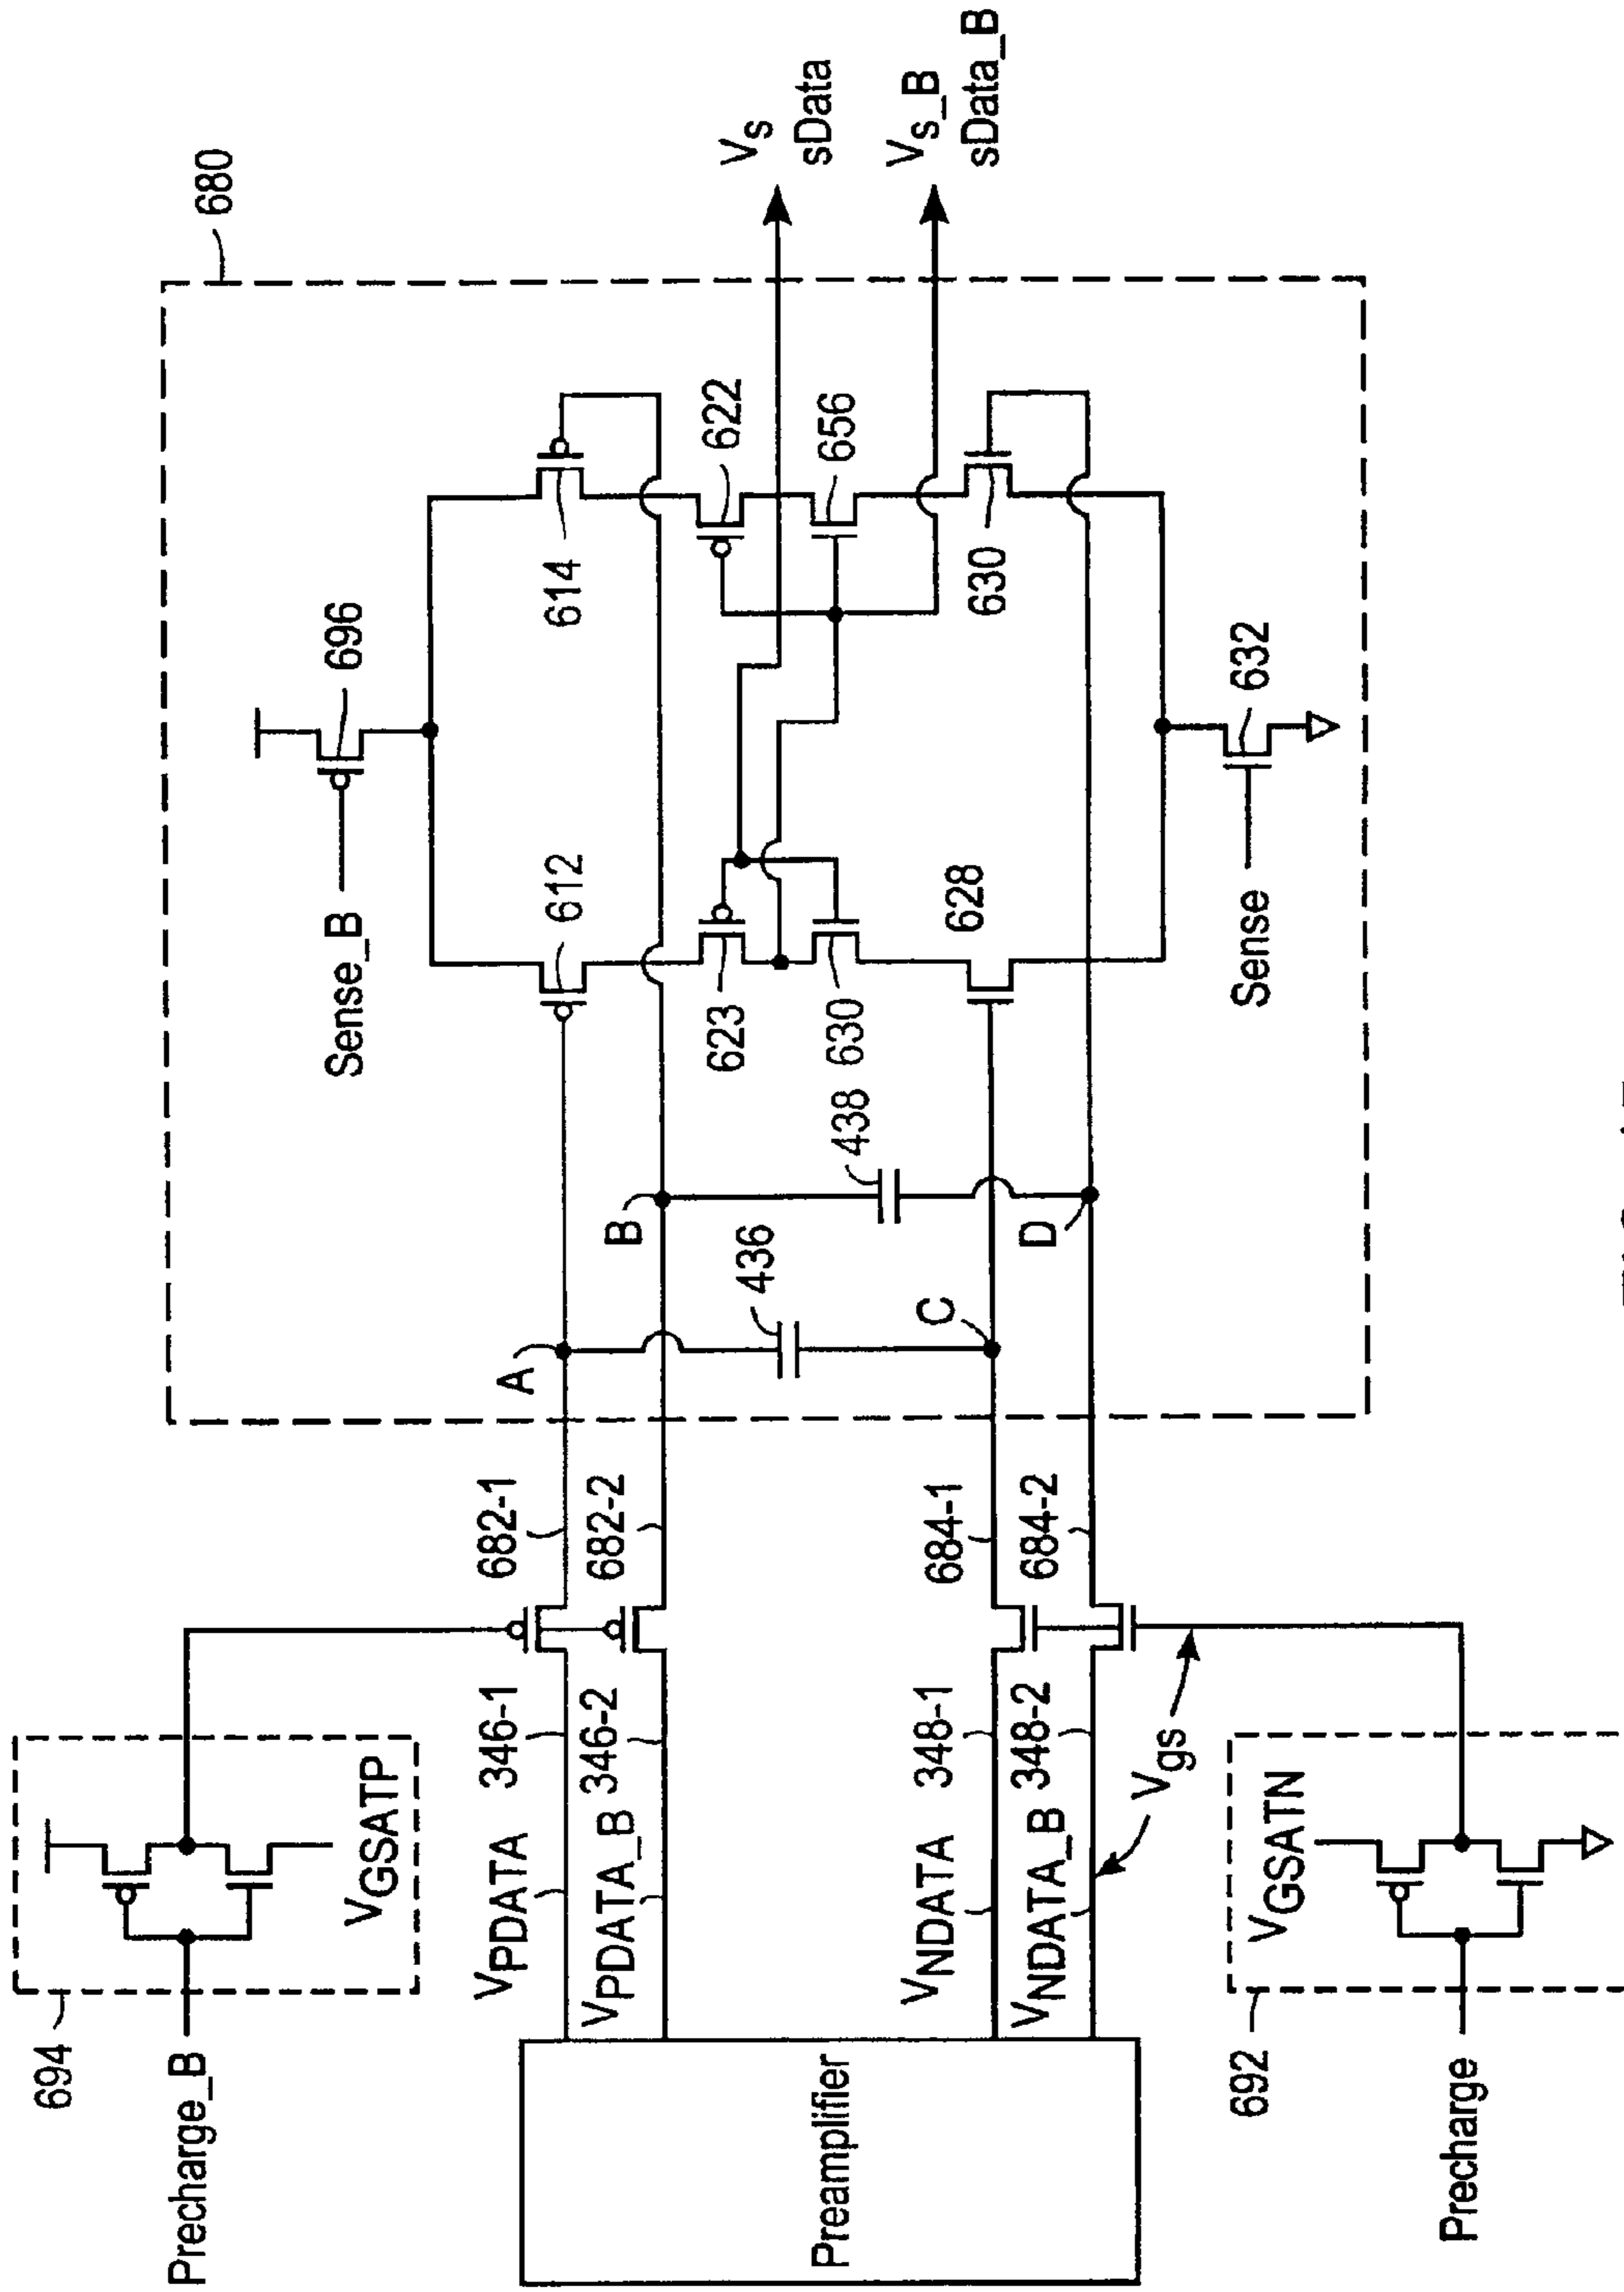 694
Precharge_B
VGSATP
680
Sense_B
696
VPDATA
346-1
682-1
A
612
614
VPDATA_B
346-2
682-2
B
436
438
623
622
Vs
sData
630
656
Preamplifier
VNDATA
348-1
684-1
C
628
630
Vs_B
sData_B
VNDATA_B
348-2
684-2
D
Vgs
VGSATN
692
Precharge
Sense
632